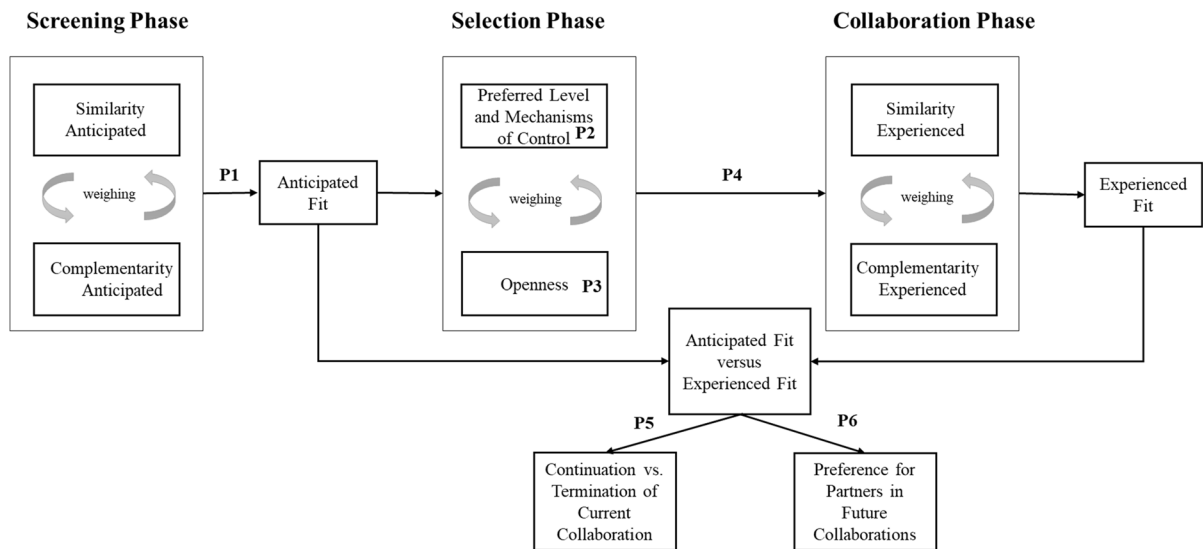 Screening Phase
Selection Phase
Collaboration Phase
Similarity
Anticipated
weighing
Complementarity
Anticipated
P1
Anticipated
Fit
Preferred Level
and Mechanisms
of Control P2
weighing
Openness P3
P4
Similarity
Experienced
weighing
Complementarity
Experienced
Experienced
Fit
Anticipated Fit
versus
Experienced Fit
P5
P6
Continuation vs.
Termination of
Current
Collaboration
Preference for
Partners in
Future
Collaborations